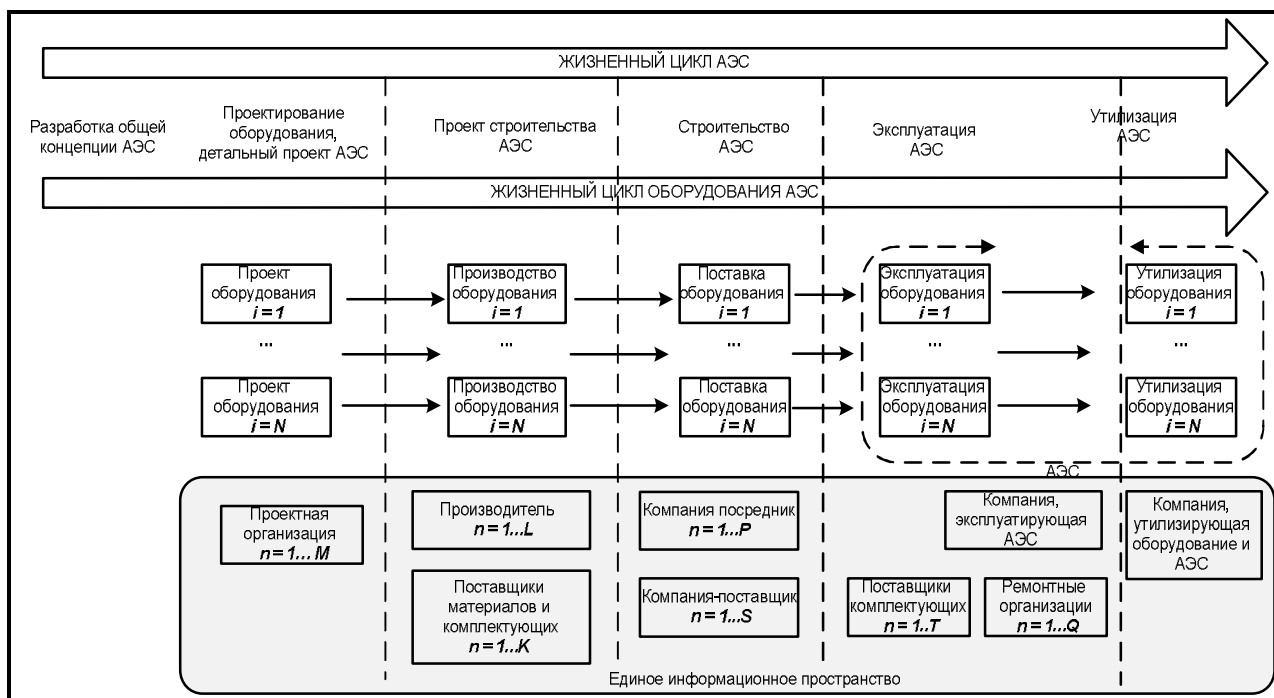 ЖИЗНЕННЫЙ ЦИКЛ АЭС
Разработка общей
концепции АЭС
Проектирование
оборудования,
детальный проект АЭС
Проект строительства
АЭС
Строительство
АЭС
Эксплуатация
АЭС
Утилизация
АЭС
ЖИЗНЕННЫЙ ЦИКЛ ОБОРУДОВАНИЯ АЭС
Проект
оборудования
i = 1
Производство
оборудования
i = 1
Поставка
оборудования
i = 1
Эксплуатация
оборудования
i = 1
Утилизация
оборудования
i = 1
...
...
...
...
...
Проект
оборудования
i = N
Производство
оборудования
i = N
Поставка
оборудования
i = N
Эксплуатация
оборудования
i = N
Утилизация
оборудования
i = N
АЭС
Проектная
организация
n = 1... M
Производитель
n = 1...L
Компания посредник
n = 1...P
Компания,
эксплуатирующая
АЭС
Компания,
утилизирующая
оборудование и
АЭС
Поставщики
материалов и
комплектующих
n = 1...K
Компания-поставщик
n = 1...S
Поставщики
комплектующих
n = 1..T
Ремонтные
организации
n = 1...Q
Единое информационное пространство